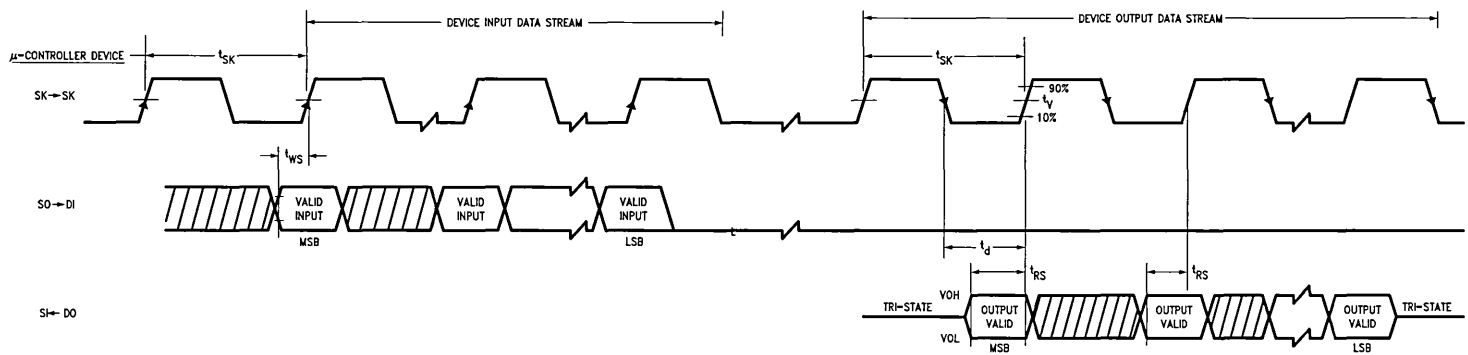 DEVICE INPUT DATA STREAM
DEVICE OUTPUT DATA STREAM
μ-CONTROLLER DEVICE
tSK
tSK
SK→SK
90%
tV
10%
tWS
SO→DI
VALID INPUT
VALID INPUT
VALID INPUT
MSB
LSB
td
tRS
tRS
SI←DO
TRI-STATE
VOH
VOL
OUTPUT VALID
OUTPUT VALID
OUTPUT VALID
TRI-STATE
MSB
LSB